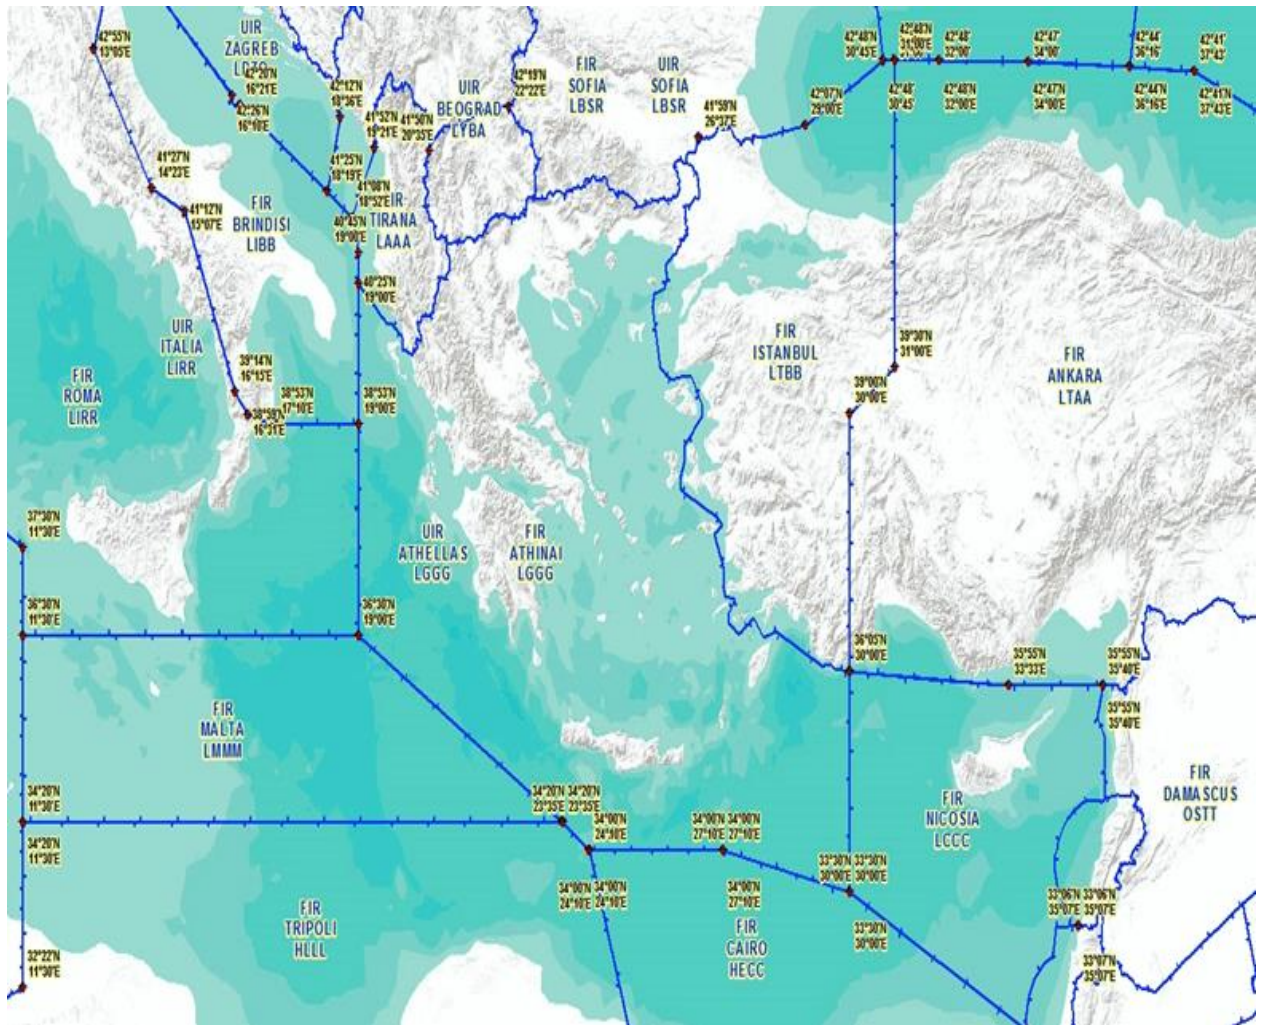 42°55'N
13°05'E
UIR
ZAGREB
LDZO
42°20'N
16°21'E
42°26'N
16°10'E
42°12'N
18°36'E
41°52'N
19°21'E
41°50'N
20°35'E
UIR
BEOGRAD
LYBA
42°19'N
22°22'E
FIR
SOFIA
LBSR
UIR
SOFIA
LBSR
41°59'N
26°37'E
42°07'N
29°00'E
42°48'N
30°45'E
42°48'N
31°00'E
42°48'
32°00'
42°47'
34°00'
42°44'
36°16'
42°41'
37°43'
42°48'
30°45'
42°48'N
32°00'E
42°47'N
34°00'E
42°44'N
36°16'E
42°41'N
37°43'E
41°27'N
14°23'E
41°12'N
15°07'E
FIR
BRINDISI
LIBB
41°25'N
18°19'E
41°08'N
18°52'E
FIR
TIRANA
LAAA
40°45'N
19°00'E
40°25'N
19°00'E
UIR
ITALIA
LIRR
FIR
ROMA
LIRR
39°14'N
16°15'E
38°53'N
17°10'E
16°31'E
38°53'N
19°00'E
FIR
ISTANBUL
LTBB
39°30'N
31°00'E
39°00'N
30°00'E
FIR
ANKARA
LTAA
37°30'N
11°30'E
36°30'N
11°30'E
UIR
ATHELLAS
LGGG
FIR
ATHINAI
LGGG
36°30'N
19°00'E
36°05'N
30°00'E
35°55'N
33°33'E
35°55'N
35°40'E
35°55'N
35°40'E
FIR
MALTA
LMMM
34°20'N
11°30'E
34°20'N
11°30'E
34°20'N
23°35'E
34°20'N
23°35'E
34°00'N
24°10'E
34°00'N
27°10'E
34°00'N
27°10'E
FIR
NICOSIA
LCCC
FIR
DAMASCUS
OSTT
34°00'N
24°10'E
34°00'N
24°10'E
34°00'N
27°10'E
33°30'N
30°00'E
33°30'N
30°00'E
33°30'N
30°00'E
33°06'N
35°07'E
33°06'N
35°07'E
33°07'N
35°07'E
FIR
TRIPOLI
HLLL
FIR
CAIRO
HECC
32°22'N
11°30'E